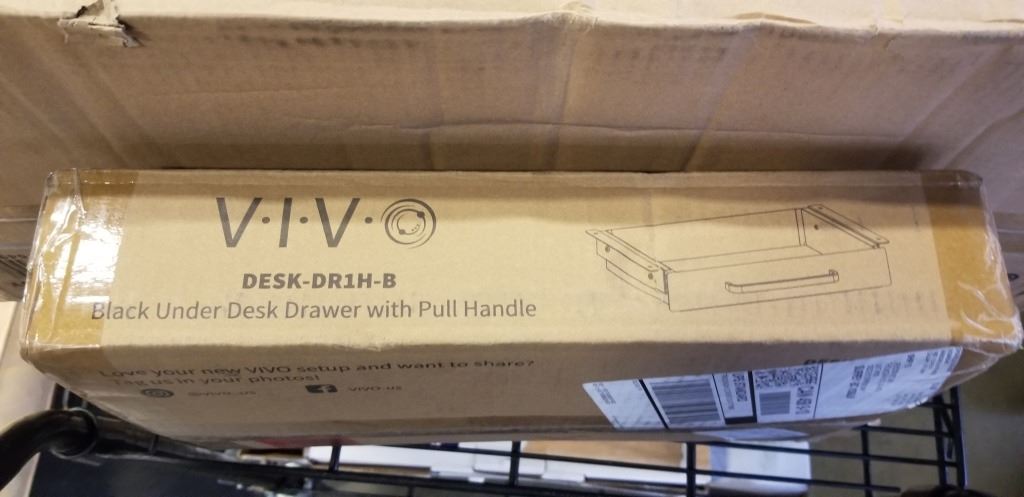 V·I·V·O
DESK-DR1H-B
Black Under Desk Drawer with Pull Handle
Love your new VIVO setup and want to share?
Tag us in your photos!
@vivo_us
vivo-us